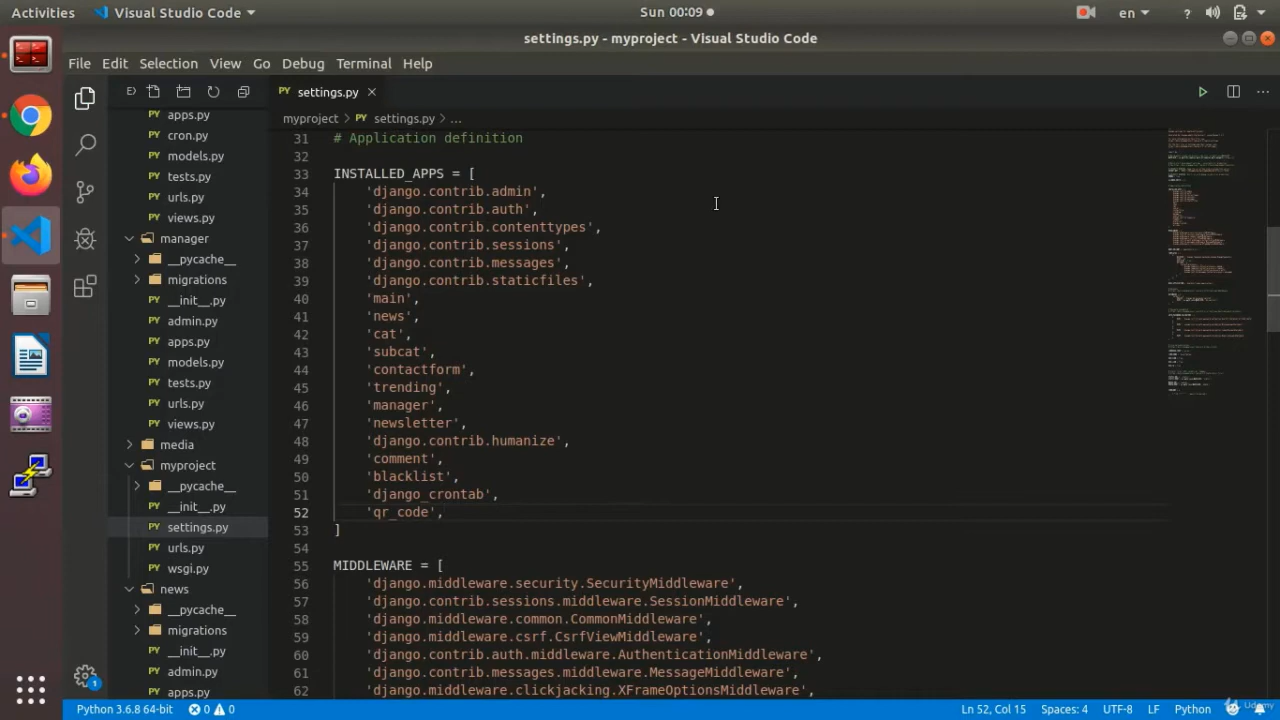 Activities
Visual Studio Code
Sun 00:09
en
settings.py - myproject - Visual Studio Code
File Edit Selection View Go Debug Terminal Help
settings.py
myproject > settings.py > ...
apps.py
cron.py
models.py
tests.py
urls.py
views.py
manager
__pycache__
migrations
__init__.py
admin.py
apps.py
models.py
tests.py
urls.py
views.py
media
myproject
__pycache__
__init__.py
settings.py
urls.py
wsgi.py
news
__pycache__
migrations
__init__.py
admin.py
apps.py
31 # Application definition
32
33 INSTALLED_APPS = [
34 'django.contrib.admin',
35 'django.contrib.auth',
36 'django.contrib.contenttypes',
37 'django.contrib.sessions',
38 'django.contrib.messages',
39 'django.contrib.staticfiles',
40 'main',
41 'news',
42 'cat',
43 'subcat',
44 'contactform',
45 'trending',
46 'manager',
47 'newsletter',
48 'django.contrib.humanize',
49 'comment',
50 'blacklist',
51 'django_crontab',
52 'qr_code',
53 ]
54
55 MIDDLEWARE = [
56 'django.middleware.security.SecurityMiddleware',
57 'django.contrib.sessions.middleware.SessionMiddleware',
58 'django.middleware.common.CommonMiddleware',
59 'django.middleware.csrf.CsrfViewMiddleware',
60 'django.contrib.auth.middleware.AuthenticationMiddleware',
61 'django.contrib.messages.middleware.MessageMiddleware',
62 'django.middleware.clickjacking.XFrameOptionsMiddleware',
1
Python 3.6.8 64-bit
0 0
Ln 52, Col 15
Spaces: 4
UTF-8
LF
Python
Udemy